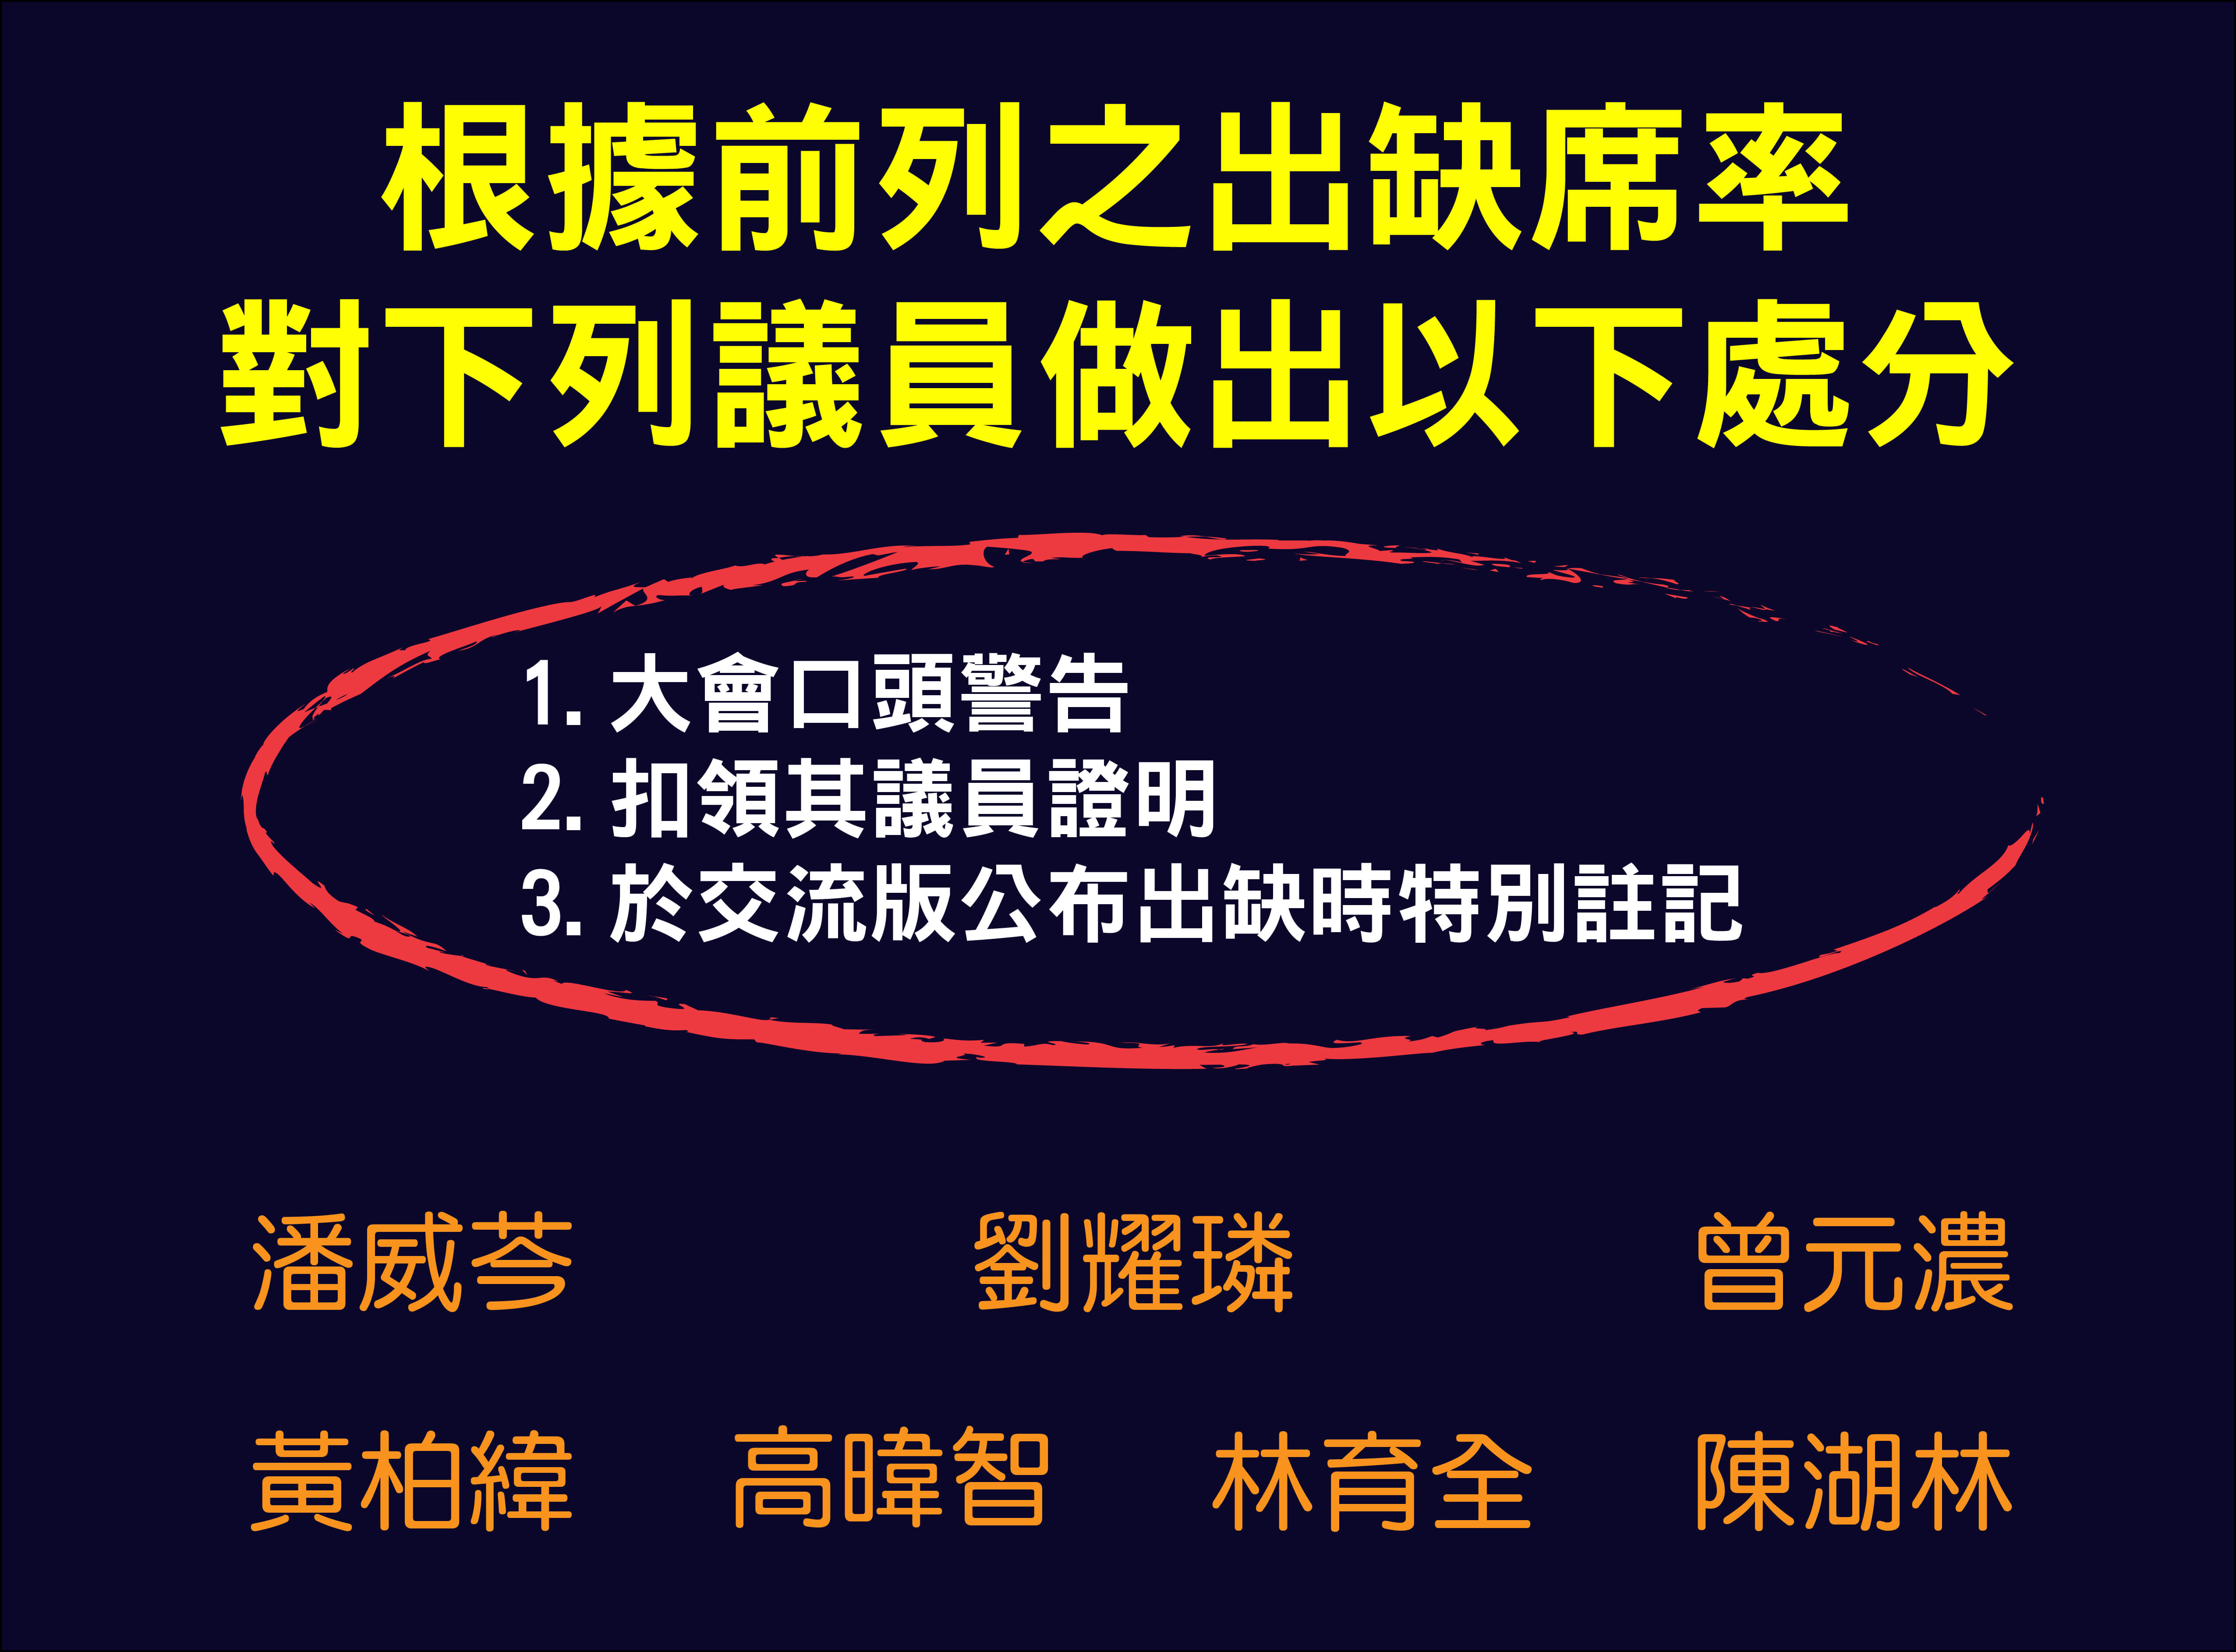 根據前列之出缺席率
對下列議員做出以下處分
1. 大會口頭警告
2. 扣領其議員證明
3. 於交流版公布出缺時特別註記
潘威芩 劉耀璘 曾元濃
黃柏緯 高暐智 林育全 陳湖林